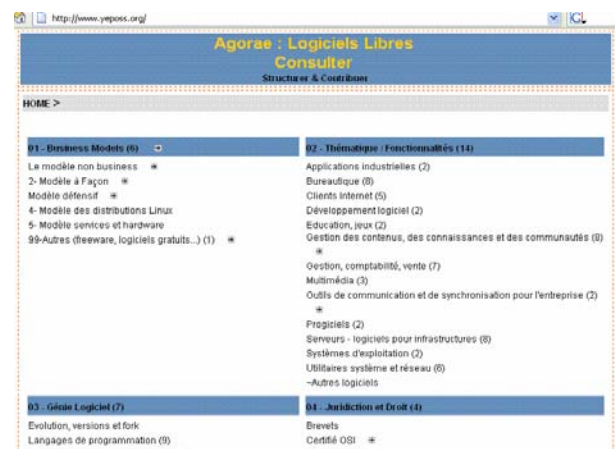 http://www.yeposs.org/
Agorae : Logiciels Libres
Consulter
Structurer & Contribuer
HOME >
01 - Business Models (6)
Le modèle non business
2- Modèle à Façon
Modèle défensif
4- Modèle des distributions Linux
5- Modèle services et hardware
99-Autres (freeware, logiciels gratuits...) (1)
02 - Thématique / Fonctionnalités (14)
Applications industrielles (2)
Bureautique (8)
Clients Internet (5)
Développement logiciel (2)
Education, jeux (2)
Gestion des contenus, des connaissances et des communautés (8)
Gestion, comptabilité, vente (7)
Multimédia (3)
Outils de communication et de synchronisation pour l'entreprise (2)
Progiciels (2)
Serveurs - logiciels pour infrastructures (8)
Systèmes d'exploitation (2)
Utilitaires système et réseau (6)
~Autres logiciels
03 - Génie Logiciel (7)
Evolution, versions et fork
Langages de programmation (9)
04 - Juridiction et Droit (4)
Brevets
Certifié OSI